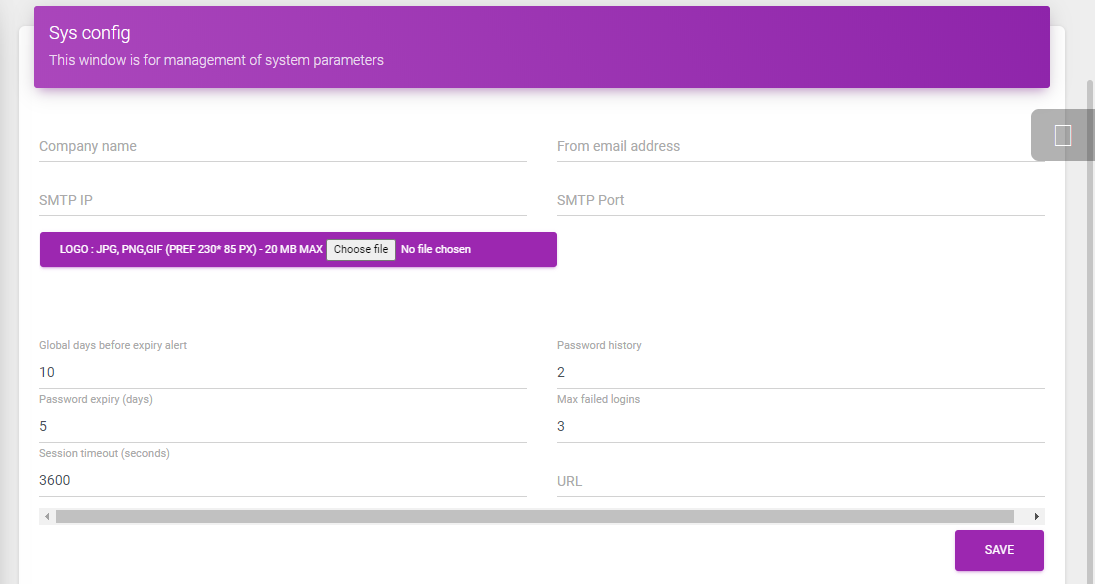 Sys config
This window is for management of system parameters
Company name
From email address
SMTP IP
SMTP Port
LOGO : JPG, PNG,GIF (PREF 230* 85 PX) - 20 MB MAX Choose file No file chosen
Global days before expiry alert
10
Password history
2
Password expiry (days)
5
Max failed logins
3
Session timeout (seconds)
3600
URL
SAVE